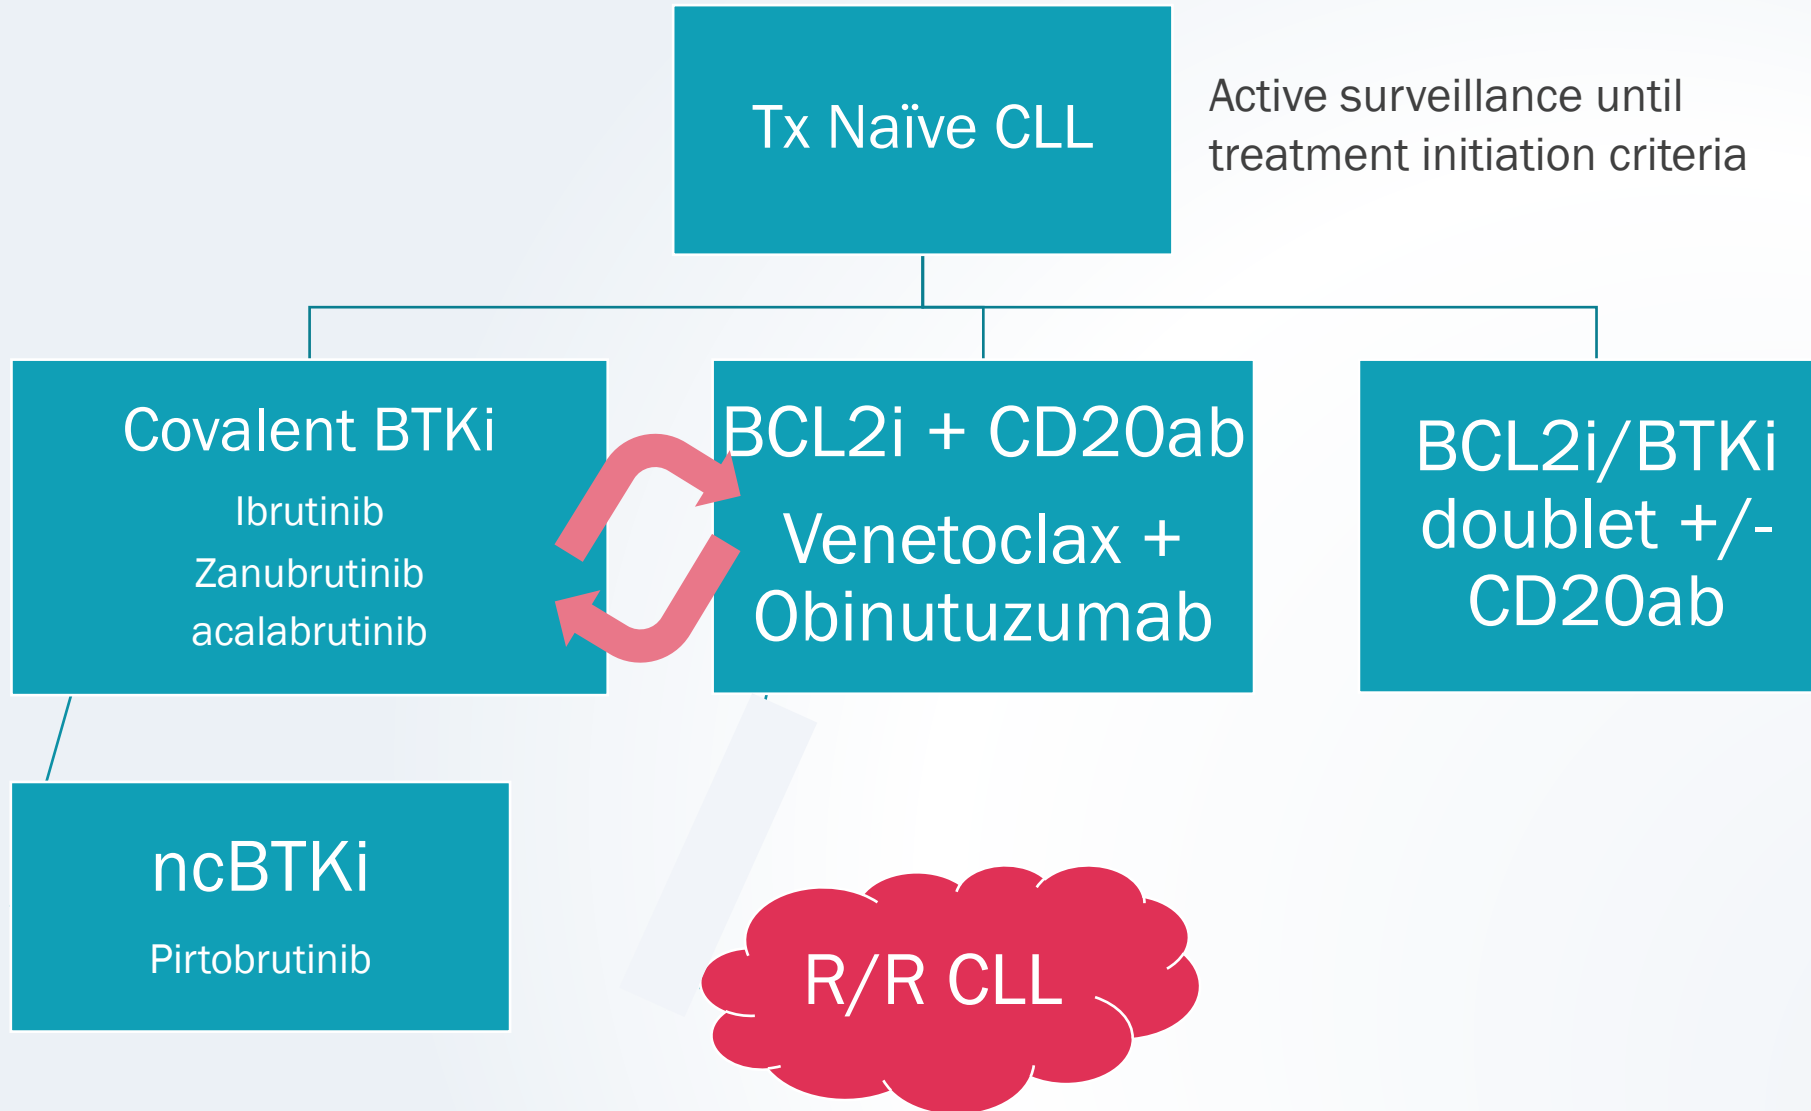 Tx Naïve CLL
Active surveillance until
treatment initiation criteria
Covalent BTKi
Ibrutinib
Zanubrutinib
acalabrutinib
BCL2i + CD20ab
Venetoclax +
Obinutuzumab
BCL2i/BTKi
doublet +/-
CD20ab
ncBTKi
Pirtobrutinib
R/R CLL